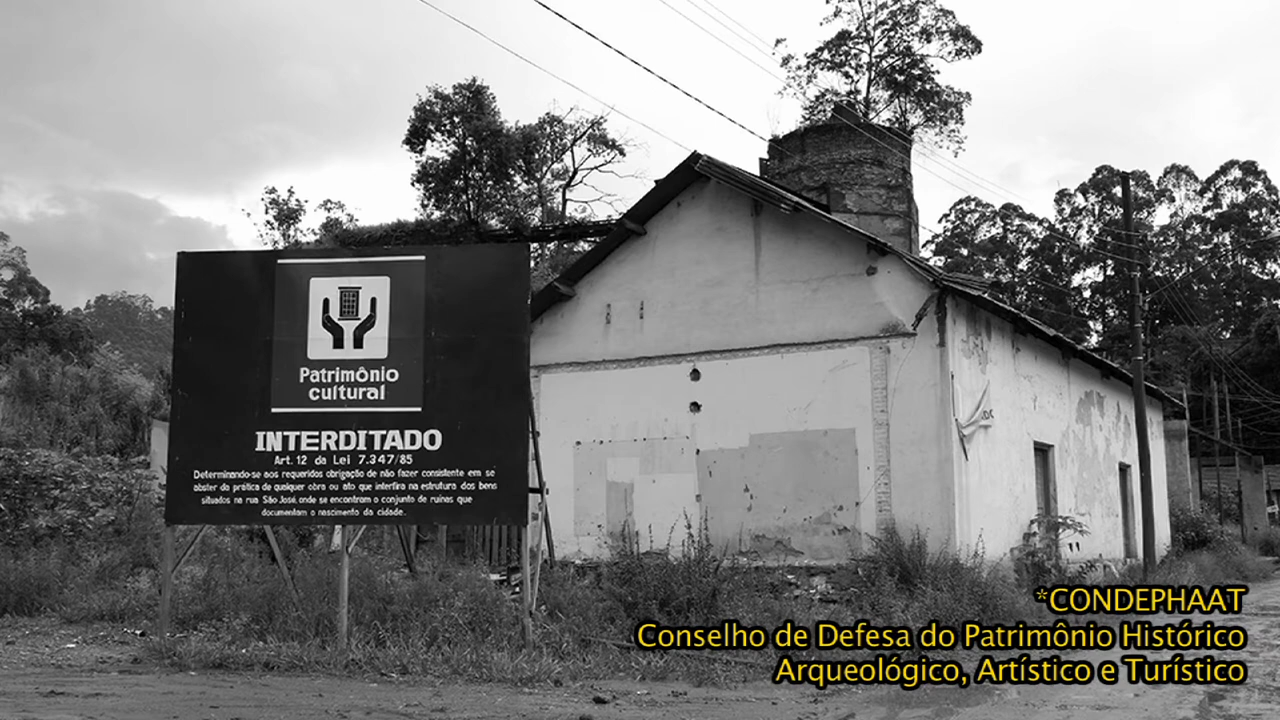 Patrimônio
cultural
INTERDITADO
Art. 12 da Lei 7.347/85
Determinando-se aos requeridos obrigação de não fazer consistente em se
abster da prática de qualquer obra ou ato que interfira na estrutura dos bens
situados na rua São José, onde se encontram o conjunto de ruínas que
documentam o nascimento da cidade.
*CONDEPHAAT
Conselho de Defesa do Patrimônio Histórico
Arqueológico, Artístico e Turístico